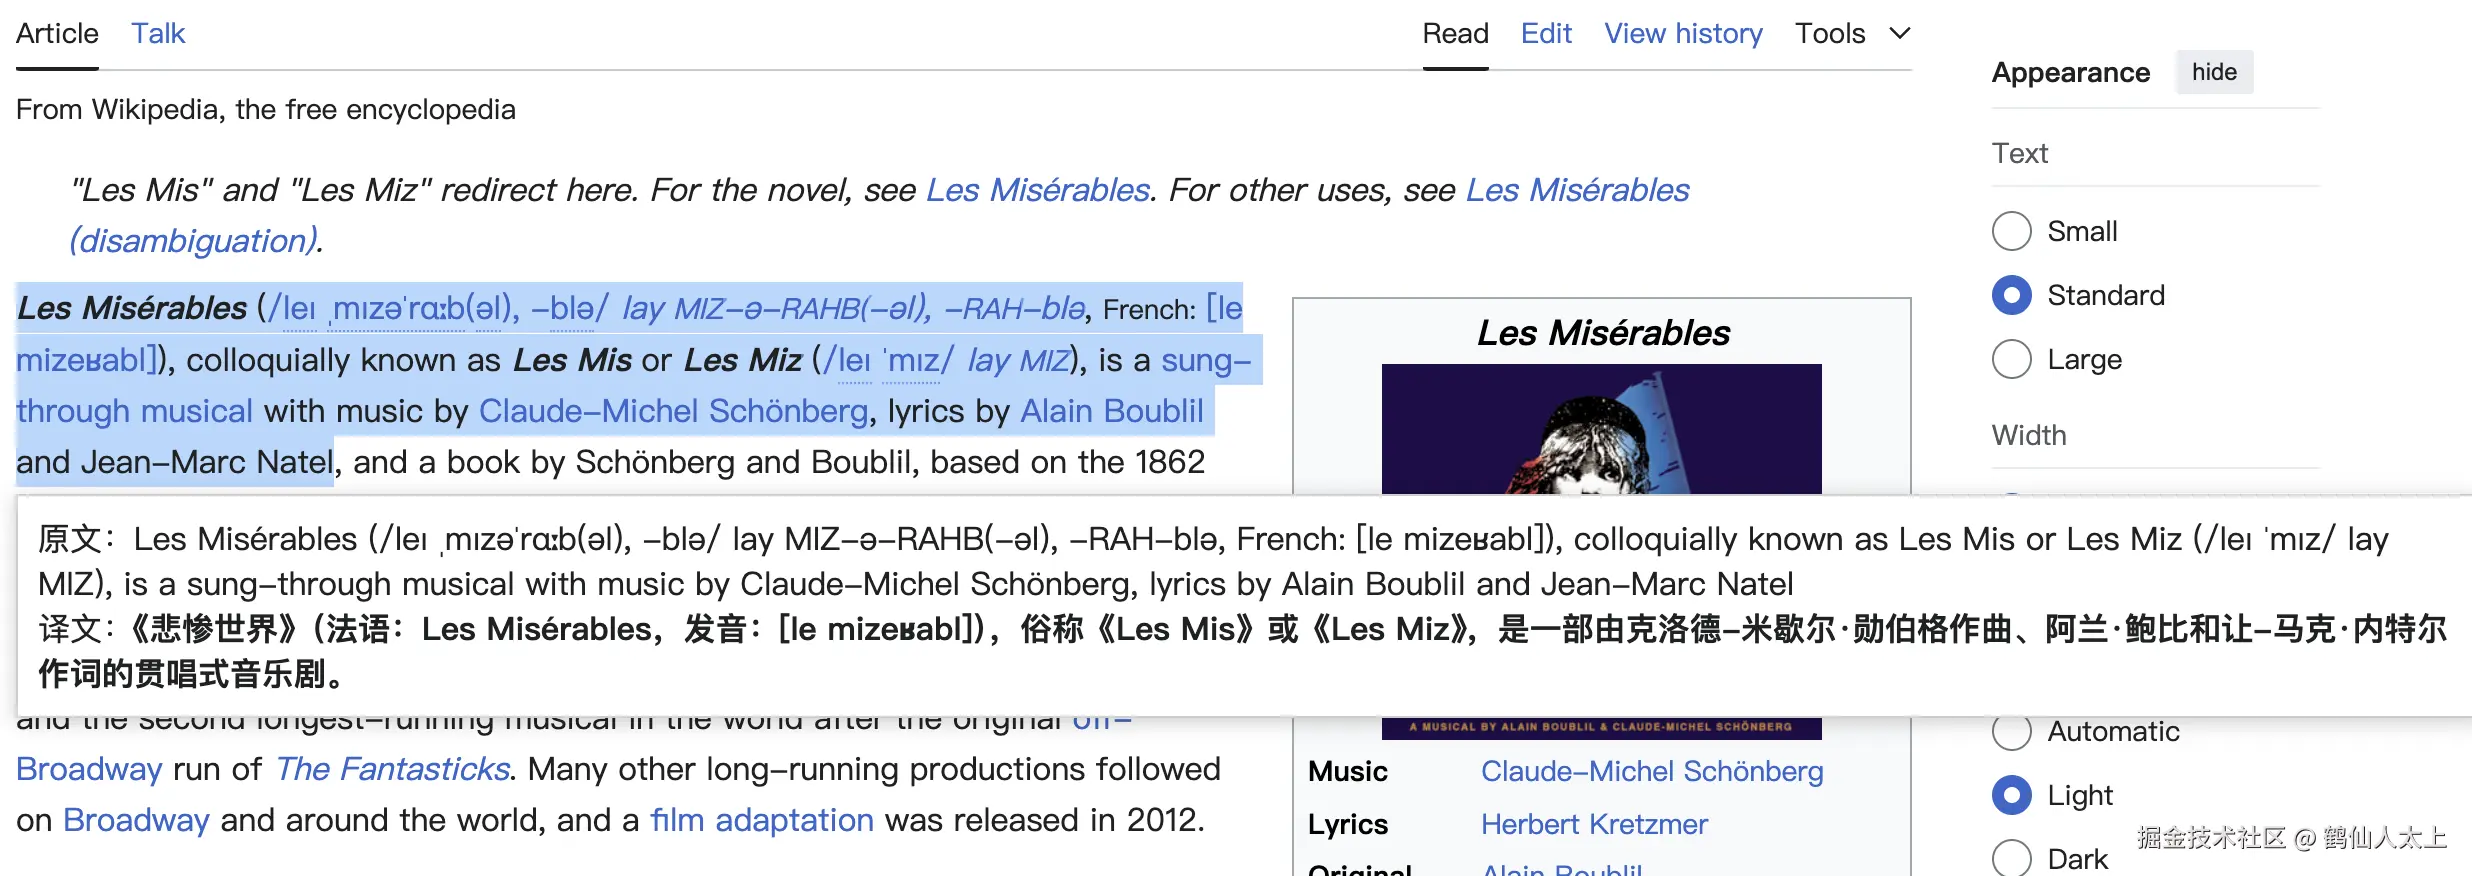 Article Talk Read Edit View history Tools
Appearance hide
From Wikipedia, the free encyclopedia
Text
"Les Mis" and "Les Miz" redirect here. For the novel, see Les Misérables. For other uses, see Les Misérables
(disambiguation).
Small
Standard
Large
Width
Les Misérables (/leɪ ˌmɪzəˈrɑːb(əl), -blə/ lay MIZ-ə-RAHB(-əl), -RAH-blə, French: [le
mizeʁabl]), colloquially known as Les Mis or Les Miz (/leɪ ˈmɪz/ lay MIZ), is a sung-
through musical with music by Claude-Michel Schönberg, lyrics by Alain Boublil
and Jean-Marc Natel, and a book by Schönberg and Boublil, based on the 1862
Les Misérables
原文：Les Misérables (/leɪ ˌmɪzəˈrɑːb(əl), -blə/ lay MIZ-ə-RAHB(-əl), -RAH-blə, French: [le mizeʁabl]), colloquially known as Les Mis or Les Miz (/leɪ ˈmɪz/ lay
MIZ), is a sung-through musical with music by Claude-Michel Schönberg, lyrics by Alain Boublil and Jean-Marc Natel
译文：《悲惨世界》（法语：Les Misérables，发音：[le mizeʁabl]），俗称《Les Mis》或《Les Miz》，是一部由克洛德-米歇尔·勋伯格作曲、阿兰·鲍比和让-马克·内特尔
作词的贯唱式音乐剧。
and the second longest-running musical in the world after the original off-
Broadway run of The Fantasticks. Many other long-running productions followed
on Broadway and around the world, and a film adaptation was released in 2012.
A MUSICAL BY ALAIN BOUBLIL & CLAUDE-MICHEL SCHÖNBERG
Music Claude-Michel Schönberg
Lyrics Herbert Kretzmer
Original Alain Boublil
Automatic
Light
Dark
掘金技术社区 @ 鹤仙人太上